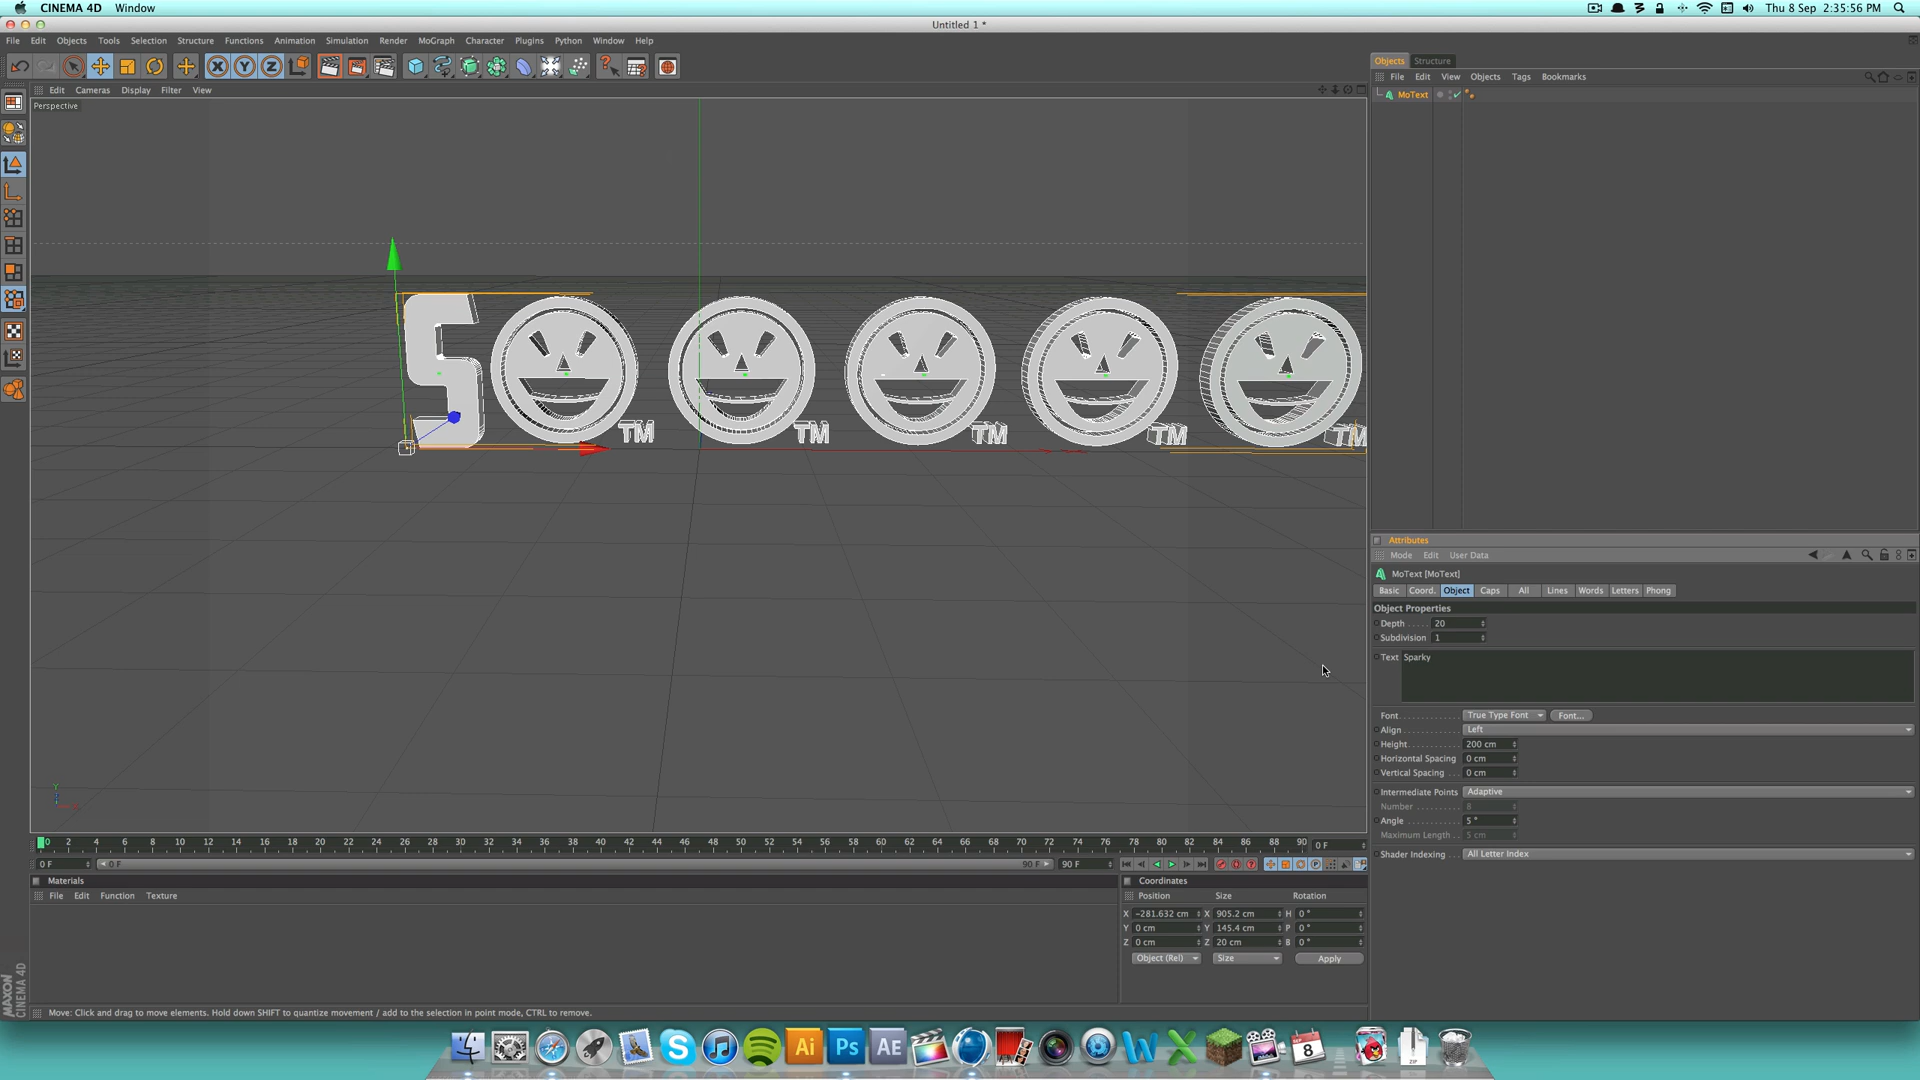 CINEMA 4D Window
Thu 8 Sep 2:35:56 PM
Untitled 1 *
File Edit Objects Tools Selection Structure Functions Animation Simulation Render MoGraph Character Plugins Python Window Help
Objects Structure
File Edit View Objects Tags Bookmarks
MoText
Edit Cameras Display Filter View
Perspective
S TM TM TM TM TM
Attributes
Mode Edit User Data
MoText [MoText]
Basic Coord. Object Caps All Lines Words Letters Phong
Object Properties
Depth 20
Subdivision 1
Text Sparky
Font True Type Font Font...
Align Left
Height 200 cm
Horizontal Spacing 0 cm
Vertical Spacing 0 cm
Intermediate Points Adaptive
Number 8
Angle 5 °
Maximum Length 5 cm
Shader Indexing All Letter Index
0 2 4 6 8 10 12 14 16 18 20 22 24 26 28 30 32 34 36 38 40 42 44 46 48 50 52 54 56 58 60 62 64 66 68 70 72 74 76 78 80 82 84 86 88 90 0 F
0 F 0 F 90 F 90 F
Materials
File Edit Function Texture
Coordinates
Position Size Rotation
X -281.632 cm X 905.2 cm H 0 °
Y 0 cm Y 145.4 cm P 0 °
Z 0 cm Z 20 cm B 0 °
Object (Rel) Size Apply
MAXON CINEMA 4D
Move: Click and drag to move elements. Hold down SHIFT to quantize movement / add to the selection in point mode, CTRL to remove.
Ai Ps AE
8
ZIP